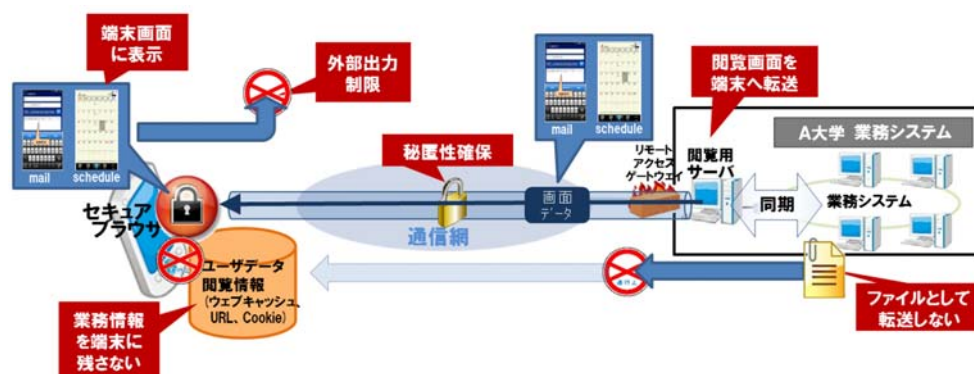 端末画面
に表示
外部出力
制限
閲覧画面を
端末へ転送
mail
schedule
mail
schedule
秘匿性確保
リモート
アクセス
ゲートウェイ
閲覧用
サーバ
A大学 業務システム
セキュア
ブラウザ
画面
データ
同期
業務システム
通信網
ユーザデータ
閲覧情報
(ウェブキャッシュ、
URL、Cookie)
業務情報
を端末に
残さない
ファイルとして
転送しない